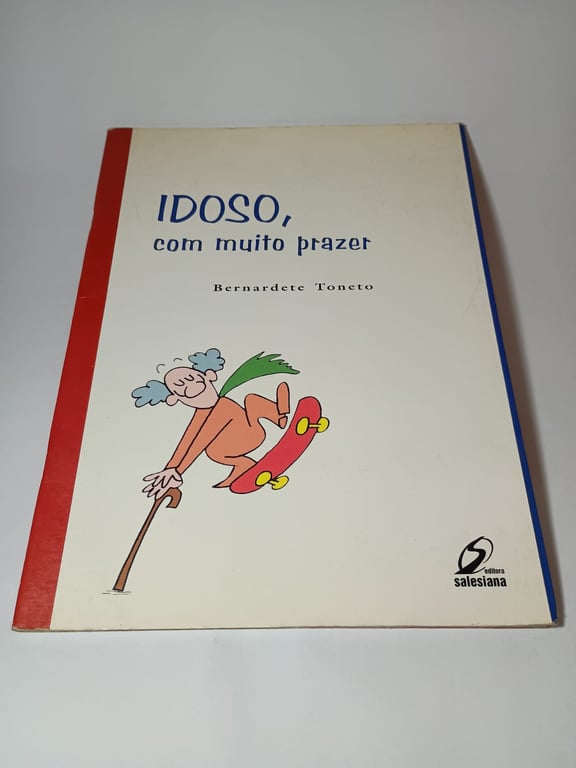 IDOSO,
com muito prazer
Bernardete Toneto
editora
salesiana